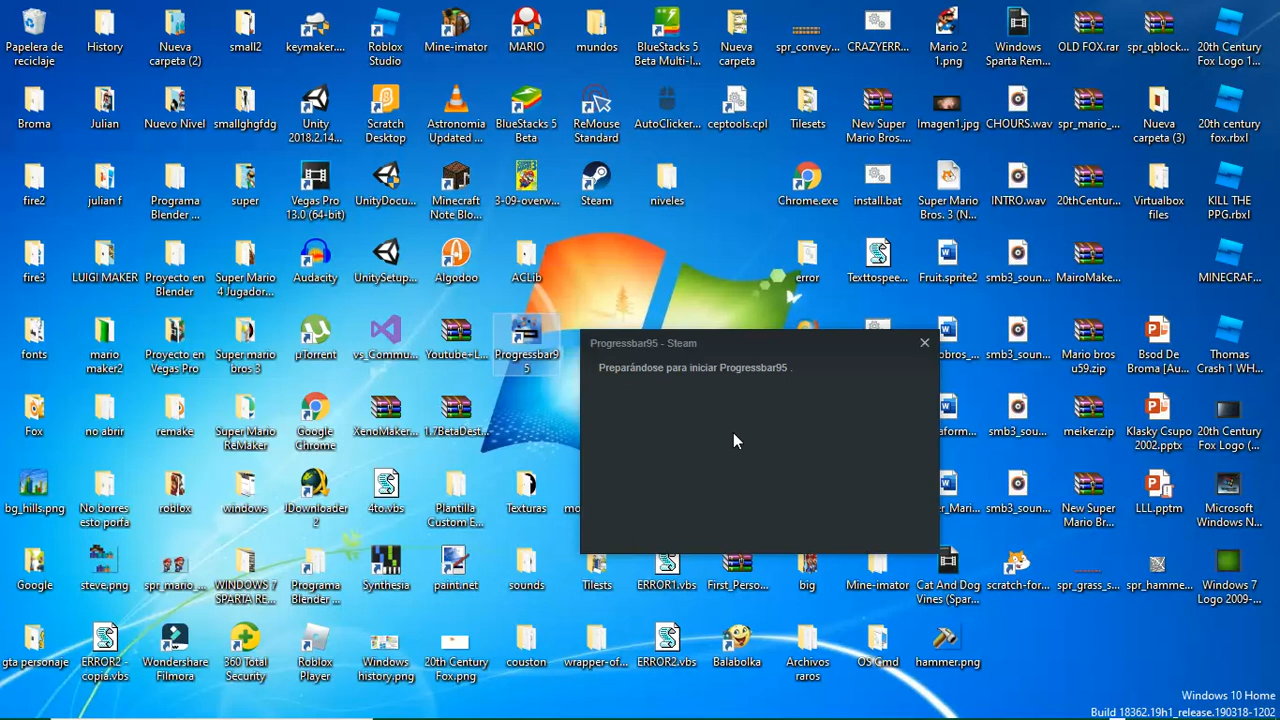 Papelera de
reciclaje
History
Nueva
carpeta (2)
small2
keymaker....
Roblox
Studio
Mine-imator
MARIO
mundos
BlueStacks 5
Beta Multi-I...
Nueva
carpeta
spr_convey...
CRAZYERR...
Mario 2
1.png
Windows
Sparta Rem...
OLD FOX.rar
spr_qblock...
20th Century
Fox Logo 1...
Broma
Julian
Nuevo Nivel
smallghgfdg
Unity
2018.2.14...
Scratch
Desktop
Astronomia
Updated ...
BlueStacks 5
Beta
ReMouse
Standard
AutoClicker...
ceptools.cpl
Tilesets
New Super
Mario Bros....
Imagen1.jpg
CHOURS.wav
spr_mario_...
Nueva
carpeta (3)
20th century
fox.rbxl
fire2
julian f
Programa
Blender ...
super
Vegas Pro
13.0 (64-bit)
UnityDocu...
Minecraft
Note Blo...
3-09-overw...
Steam
niveles
Chrome.exe
install.bat
Super Mario
Bros. 3 (N...
INTRO.wav
20thCentur...
Virtualbox
files
KILL THE
PPG.rbxl
fire3
LUIGI MAKER
Proyecto en
Blender
Super Mario
4 Jugador...
Audacity
UnitySetup...
Algodoo
ACLib
error
Texttospee...
Fruit.sprite2
smb3_soun...
MairoMake...
MINECRAF...
fonts
mario
maker2
Proyecto en
Vegas Pro
Super mario
bros 3
µTorrent
vs_Commu...
Youtube+L...
Progressbar9
5
Progressbar95 - Steam
Preparándose para iniciar Progressbar95 .
smb3_sou...
Mario bros
u59.zip
Bsod De
Broma [Au...
Thomas
Crash 1 WH...
Fox
no abrir
remake
Super Mario
ReMaker
Google
Chrome
XenoMaker...
1.7BetaDest...
smb3_sou...
meiker.zip
Klasky Csupo
2002.pptx
20th Century
Fox Logo (...
bg_hills.png
No borres
esto porfa
roblox
windows
JDownloader
2
4to.vbs
Plantilla
Custom E...
Texturas
smb3_soun...
New Super
Mario Br...
LLL.pptm
Microsoft
Windows N...
Google
steve.png
spr_mario_...
WINDOWS 7
SPARTA RE...
Programa
Blender ...
Synthesia
paintnet
sounds
Tilests
ERROR1.vbs
First_Perso...
big
Mine-imator
Cat And Dog
Vines (Spar...
scratch-for...
spr_grass_s...
spr_hamme...
Windows 7
Logo 2009-...
gta personaje
ERROR2 -
copia.vbs
Wondershare
Filmora
360 Total
Security
Roblox
Player
Windows
history.png
20th Century
Fox.png
couston
wrapper-of...
ERROR2.vbs
Balabolka
Archivos
raros
OS Cmd
hammer.png
Windows 10 Home
Build 18362.19h1_release.190318-1202